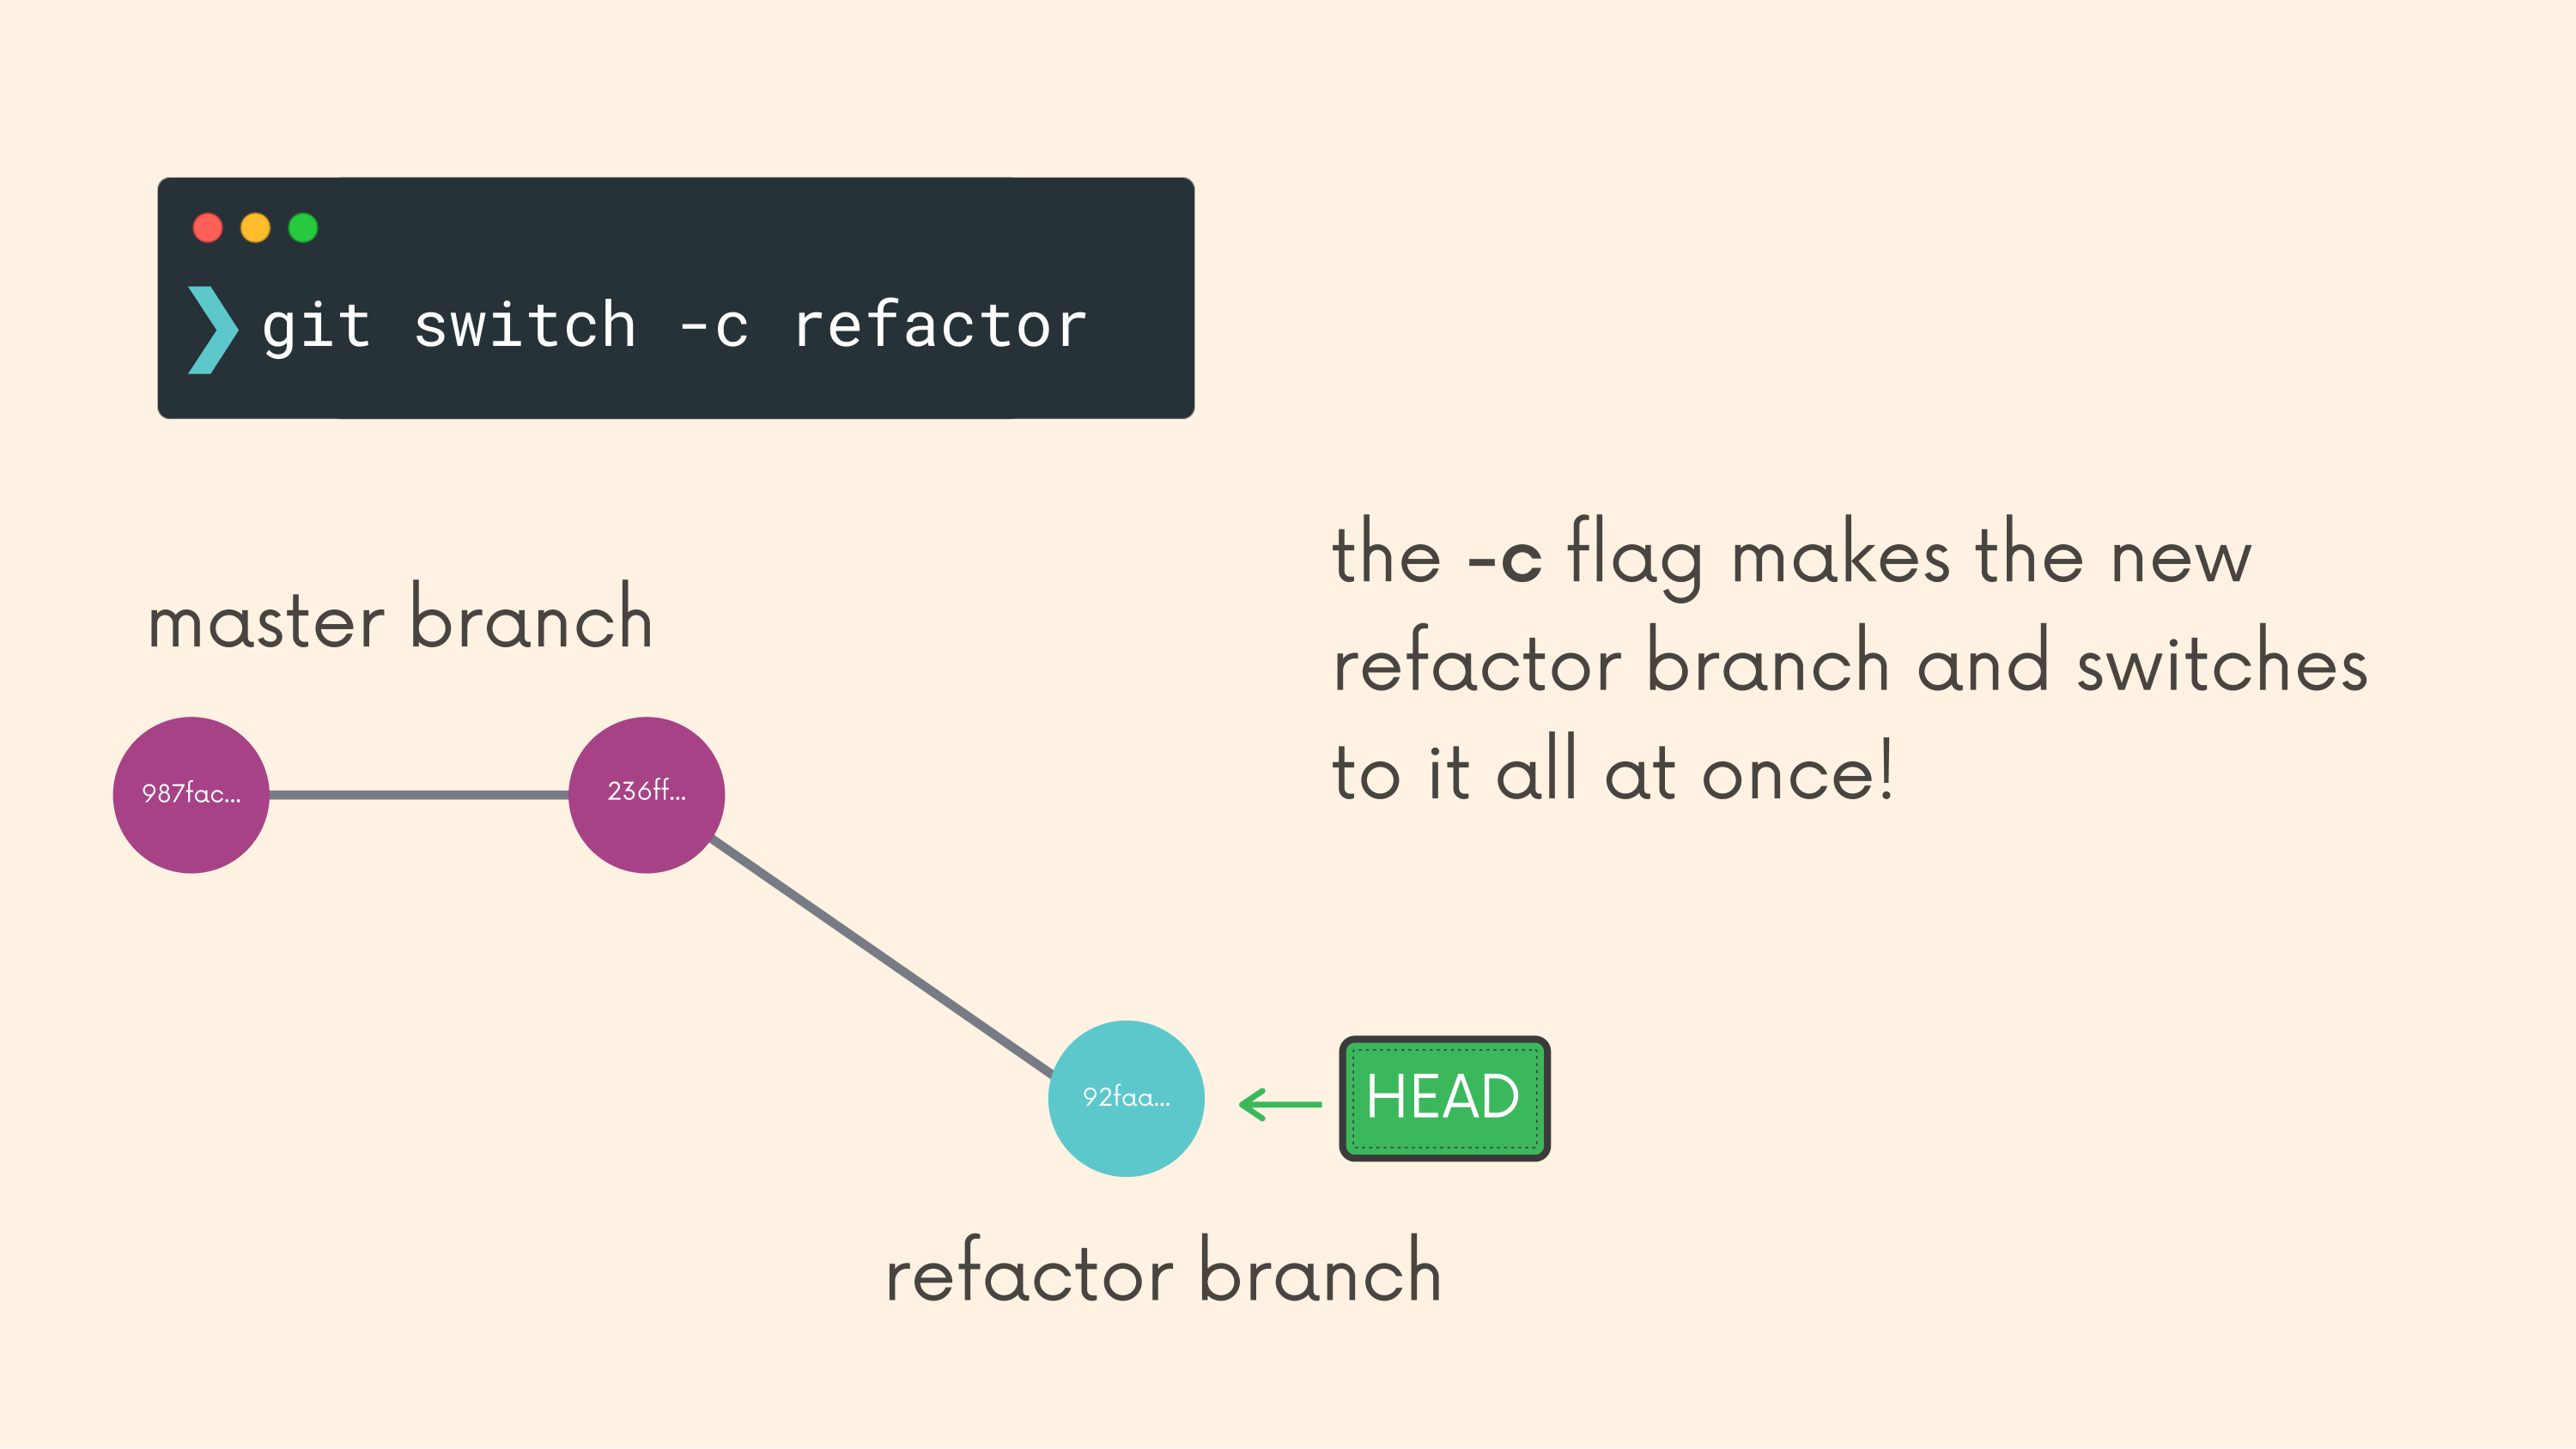 ❯ git switch -c refactor
the -c flag makes the new
refactor branch and switches
to it all at once!
master branch
987fac...
236ff...
92faa...
HEAD
refactor branch